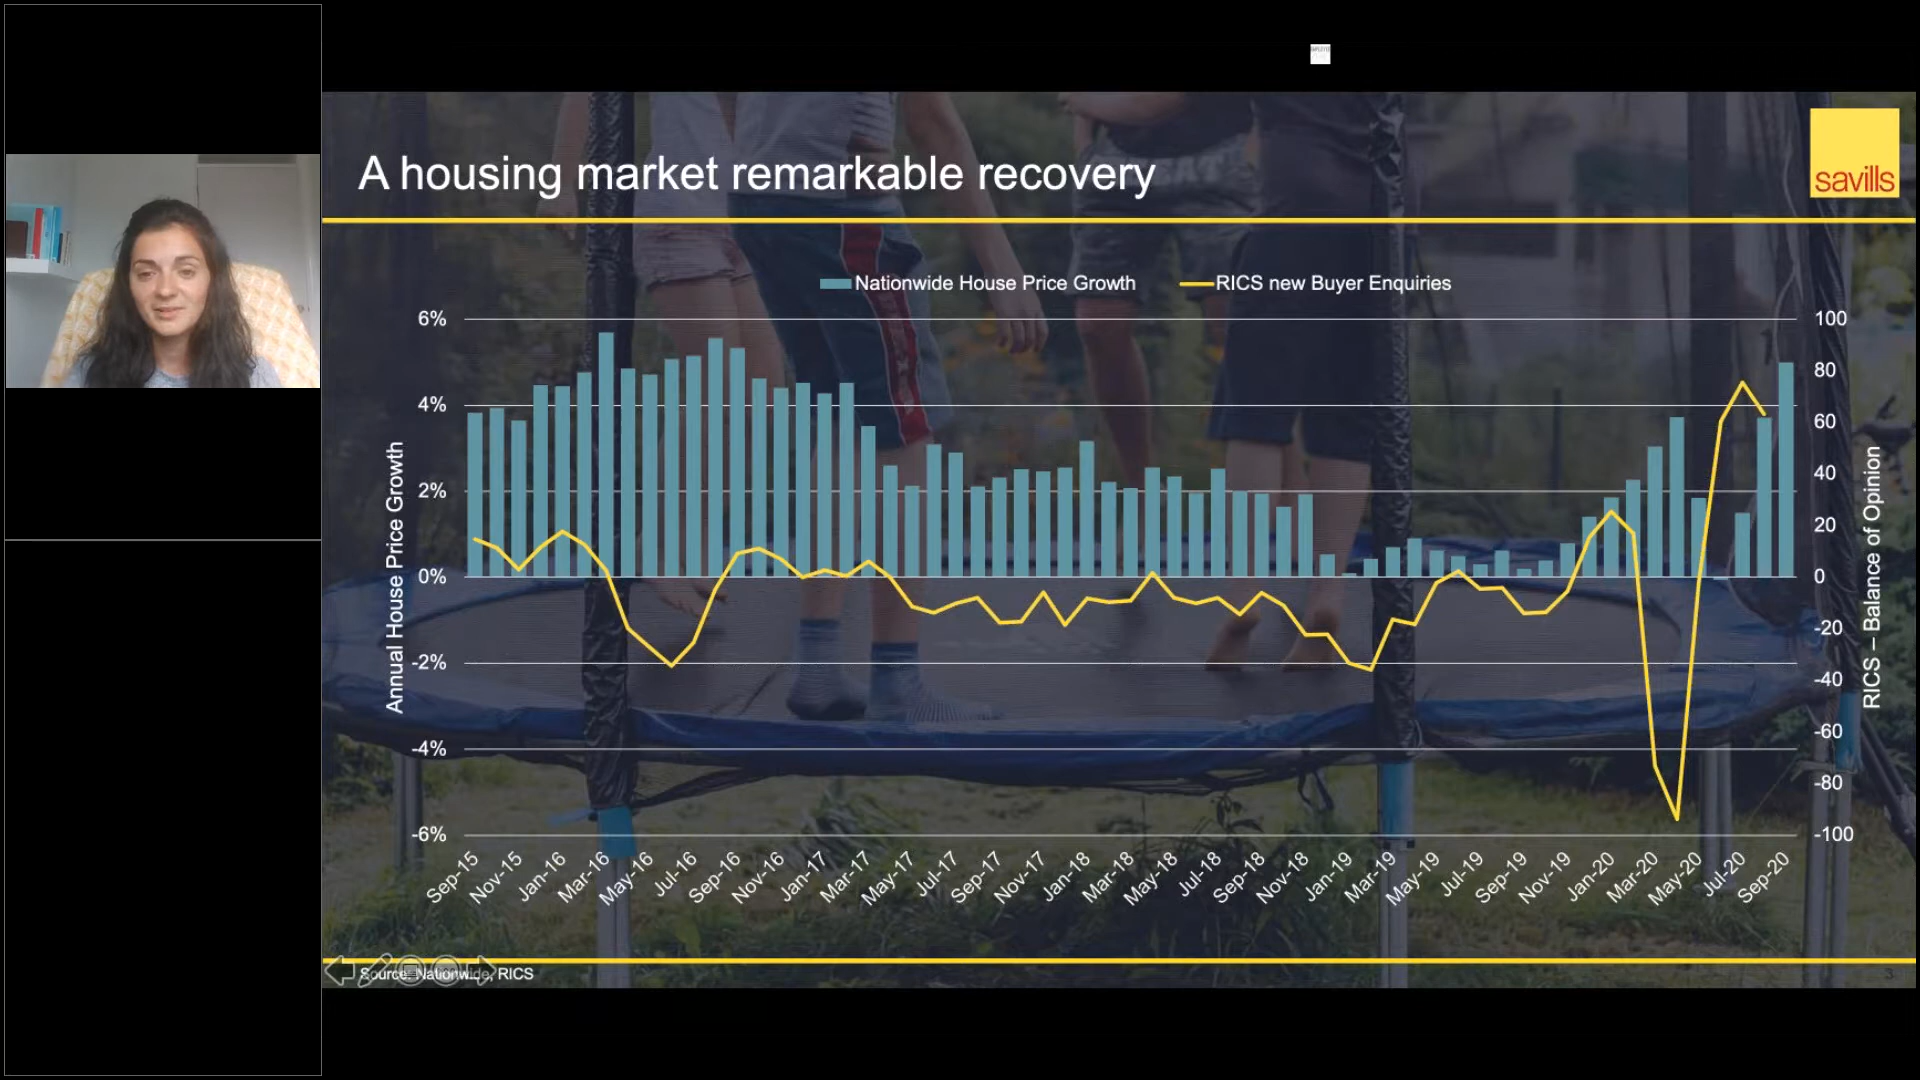 A housing market remarkable recovery
savills
Nationwide House Price Growth
RICS new Buyer Enquiries
6%
4%
2%
0%
-2%
-4%
-6%
Annual House Price Growth
100
80
60
40
20
0
-20
-40
-60
-80
-100
RICS – Balance of Opinion
Sep-15
Nov-15
Jan-16
Mar-16
May-16
Jul-16
Sep-16
Nov-16
Jan-17
Mar-17
May-17
Jul-17
Sep-17
Nov-17
Jan-18
Mar-18
May-18
Jul-18
Sep-18
Nov-18
Jan-19
Mar-19
May-19
Jul-19
Sep-19
Nov-19
Jan-20
Mar-20
May-20
Jul-20
Sep-20
Source: Nationwide, RICS
3